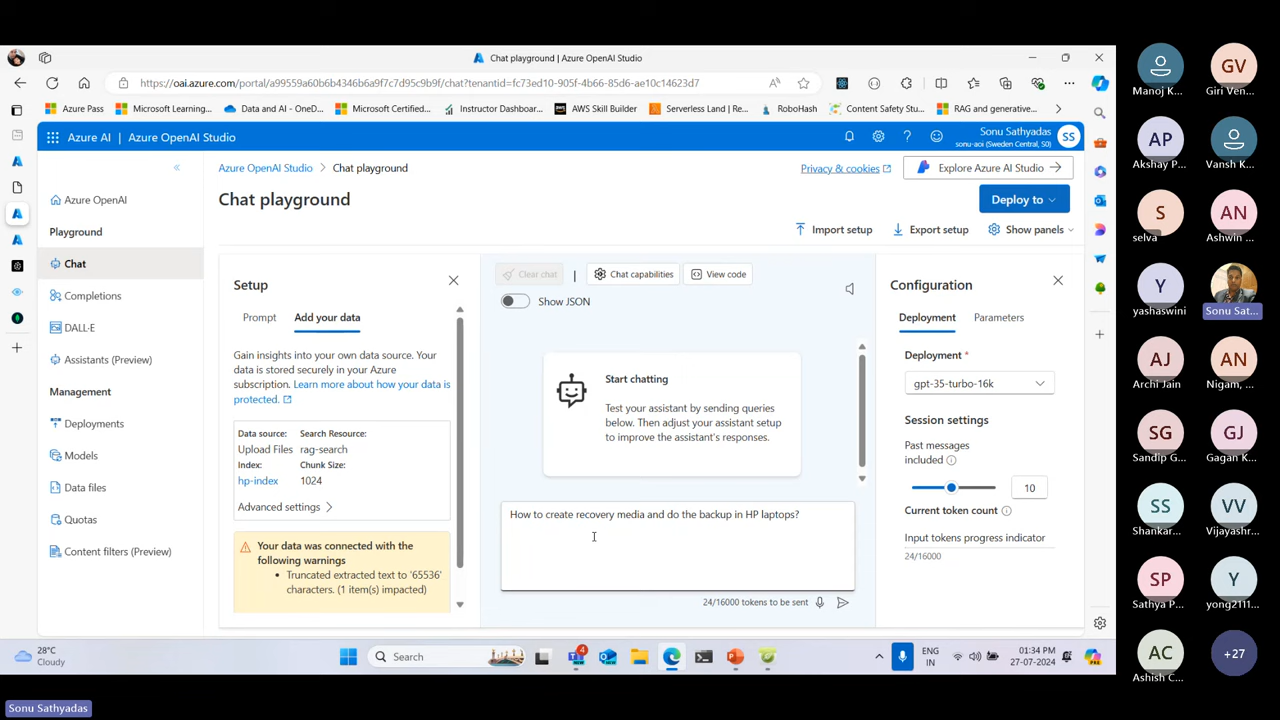 Chat playground | Azure OpenAI Studio
https://oai.azure.com/portal/a99559a60b6b4346b6a9f7c7d95c9b9f/chat?tenantid=fc73ed10-905f-4b66-85d6-ae10c14623d7
Azure Pass
Microsoft Learning...
Data and AI - OneD...
Microsoft Certified...
Instructor Dashboar...
AWS Skill Builder
Serverless Land | Re...
RoboHash
Content Safety Stu...
RAG and generative...
Azure AI | Azure OpenAI Studio
Sonu Sathyadas
sonu-aoi (Sweden Central, S0)
SS
Azure OpenAI
Playground
Chat
Completions
DALL·E
Assistants (Preview)
Management
Deployments
Models
Data files
Quotas
Content filters (Preview)
Azure OpenAI Studio > Chat playground
Privacy & cookies
Explore Azure AI Studio
Chat playground
Deploy to
Import setup
Export setup
Show panels
Setup
Prompt
Add your data
Gain insights into your own data source. Your
data is stored securely in your Azure
subscription. Learn more about how your data is
protected.
Data source:
Upload Files
Search Resource:
rag-search
Index:
hp-index
Chunk Size:
1024
Advanced settings
Your data was connected with the
following warnings
• Truncated extracted text to '65536'
characters. (1 item(s) impacted)
Clear chat
Chat capabilities
View code
Show JSON
Start chatting
Test your assistant by sending queries
below. Then adjust your assistant setup
to improve the assistant's responses.
How to create recovery media and do the backup in HP laptops?
24/16000 tokens to be sent
Configuration
Deployment
Parameters
Deployment *
gpt-35-turbo-16k
Session settings
Past messages
included
10
Current token count
Input tokens progress indicator
24/16000
28°C
Cloudy
Search
4
ENG
IN
01:34 PM
27-07-2024
Manoj K...
GV
Giri Ven...
AP
Akshay P...
Vansh K...
S
selva
AN
Ashwin ...
Y
yashaswini
Sonu Sat...
AJ
Archi Jain
AN
Nigam, ...
SG
Sandip G...
GJ
Gagan K...
SS
Shankar...
VV
Vijayashr...
SP
Sathya P...
Y
yong2111...
AC
Ashish C...
+27
Sonu Sathyadas